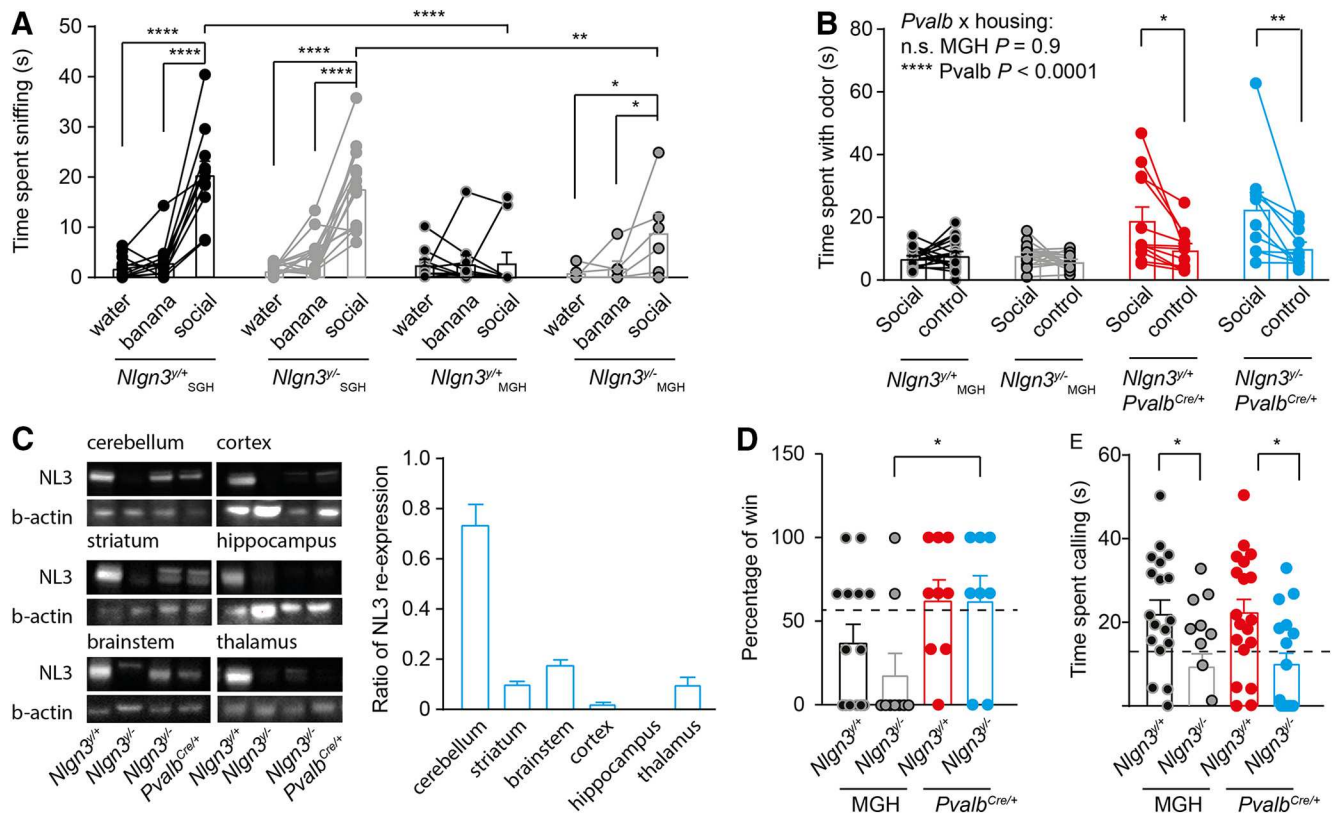 A
Time spent sniffing (s)
50
40
30
20
10
0
****
****
****
****
****
**
*
*
water
banana
social
water
banana
social
water
banana
social
water
banana
social
Nlgn3y/+SGH
Nlgn3y/-SGH
Nlgn3y/+MGH
Nlgn3y/-MGH
B
Time spent with odor (s)
80
60
40
20
0
Pvalb x housing:
n.s. MGH P = 0.9
**** Pvalb P < 0.0001
*
**
Social
control
Social
control
Social
control
Social
control
Nlgn3y/+MGH
Nlgn3y/-MGH
Nlgn3y/+
PvalbCre/+
Nlgn3y/-
PvalbCre/+
C
cerebellum
cortex
NL3
b-actin
striatum
hippocampus
NL3
b-actin
brainstem
thalamus
NL3
b-actin
Nlgn3y/+
Nlgn3y/-
Nlgn3y/-
PvalbCre/+
Nlgn3y/+
Nlgn3y/-
Nlgn3y/-
PvalbCre/+
Ratio of NL3 re-expression
1.0
0.8
0.6
0.4
0.2
0
cerebellum
striatum
brainstem
cortex
hippocampus
thalamus
D
Percentage of win
150
100
50
0
*
Nlgn3y/+
Nlgn3y/-
Nlgn3y/+
Nlgn3y/-
MGH
PvalbCre/+
E
Time spent calling (s)
60
40
20
0
*
*
Nlgn3y/+
Nlgn3y/-
Nlgn3y/+
Nlgn3y/-
MGH
PvalbCre/+